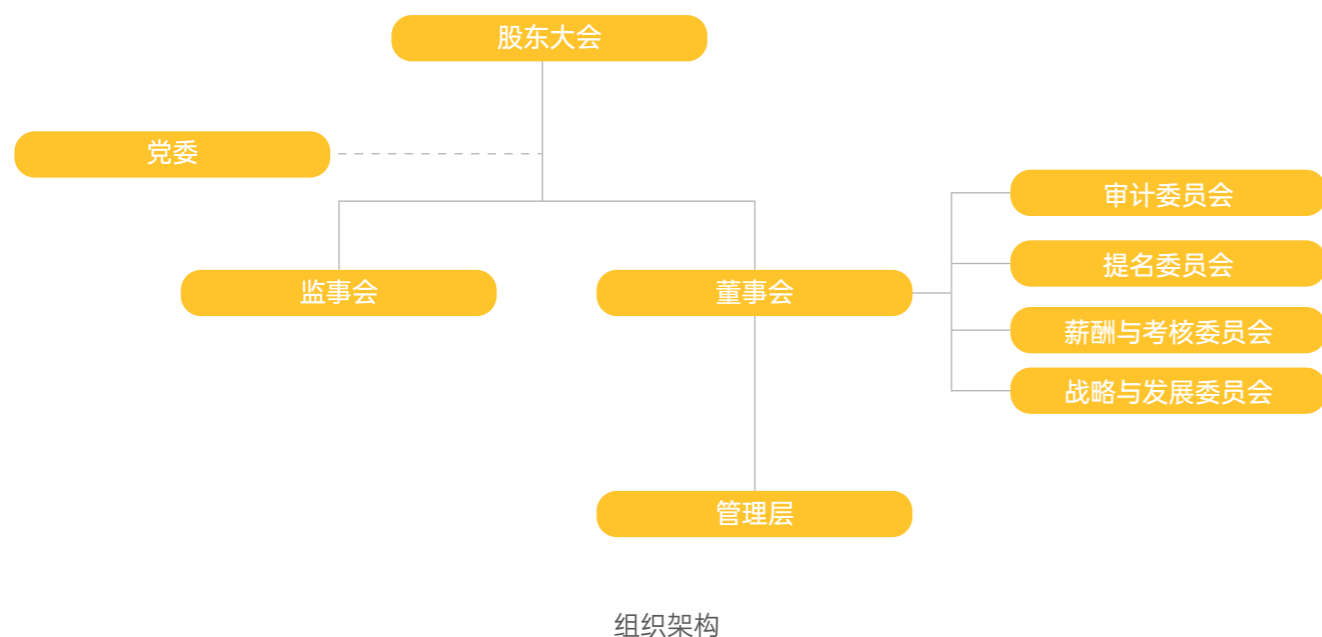 股东大会
党委
审计委员会
提名委员会
监事会
董事会
薪酬与考核委员会
战略与发展委员会
管理层
组织架构